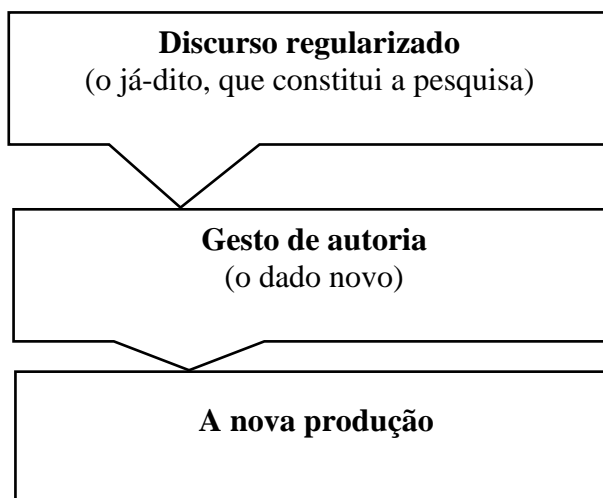 Discurso regularizado
(o já-dito, que constitui a pesquisa)
Gesto de autoria
(o dado novo)
A nova produção